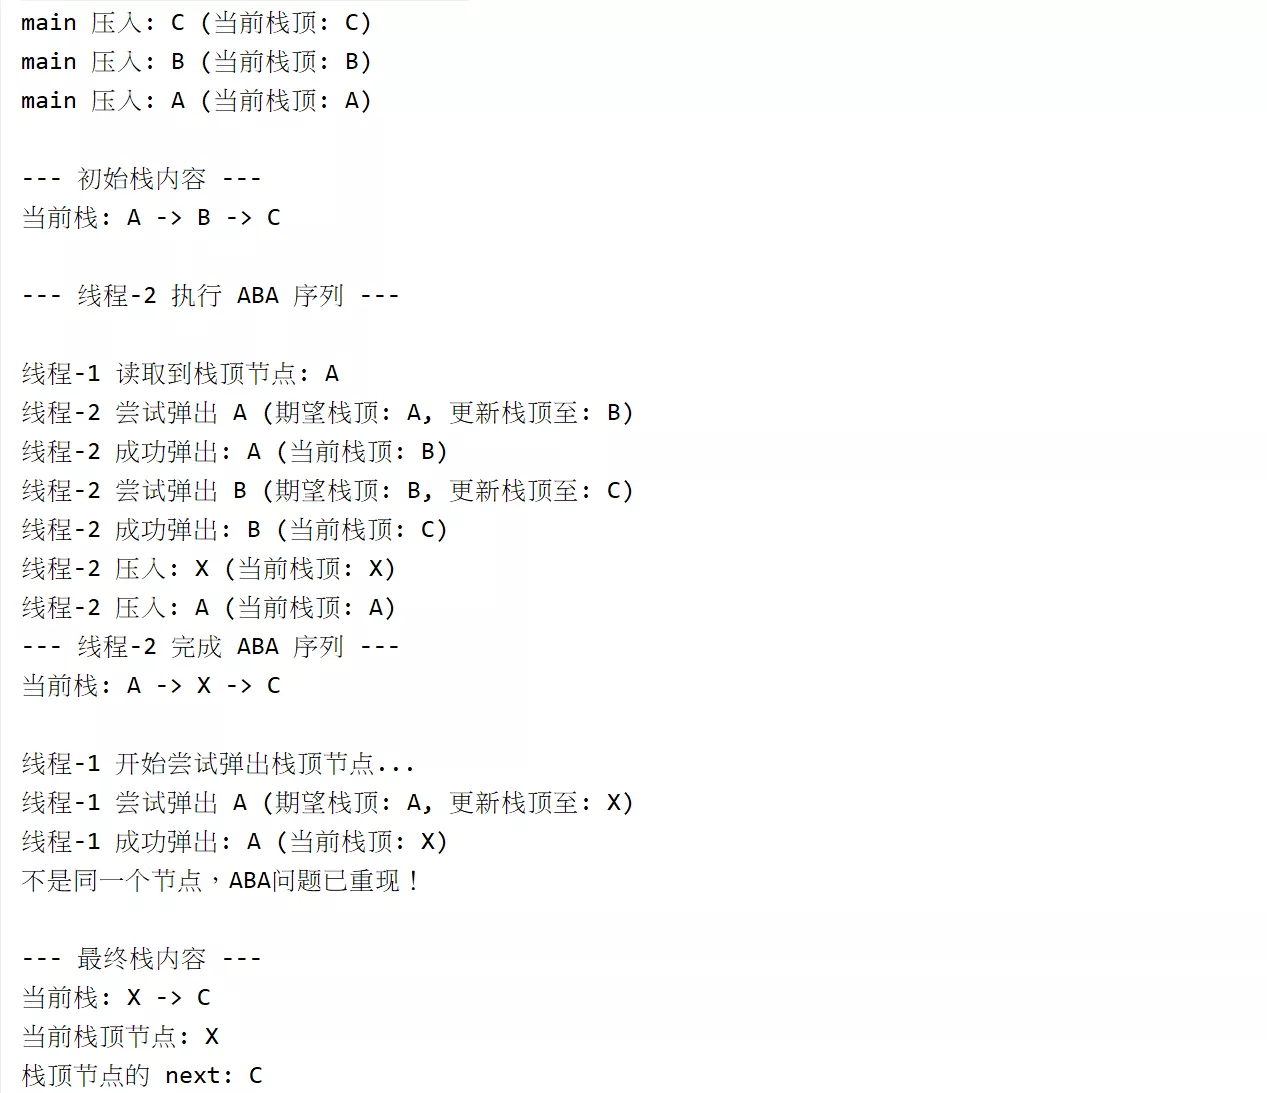 main 压入: C (当前栈顶: C)
main 压入: B (当前栈顶: B)
main 压入: A (当前栈顶: A)
--- 初始栈内容 ---
当前栈: A -> B -> C
--- 线程-2 执行 ABA 序列 ---
线程-1 读取到栈顶节点: A
线程-2 尝试弹出 A (期望栈顶: A, 更新栈顶至: B)
线程-2 成功弹出: A (当前栈顶: B)
线程-2 尝试弹出 B (期望栈顶: B, 更新栈顶至: C)
线程-2 成功弹出: B (当前栈顶: C)
线程-2 压入: X (当前栈顶: X)
线程-2 压入: A (当前栈顶: A)
--- 线程-2 完成 ABA 序列 ---
当前栈: A -> X -> C
线程-1 开始尝试弹出栈顶节点...
线程-1 尝试弹出 A (期望栈顶: A, 更新栈顶至: X)
线程-1 成功弹出: A (当前栈顶: X)
不是同一个节点，ABA问题已重现！
--- 最终栈内容 ---
当前栈: X -> C
当前栈顶节点: X
栈顶节点的 next: C